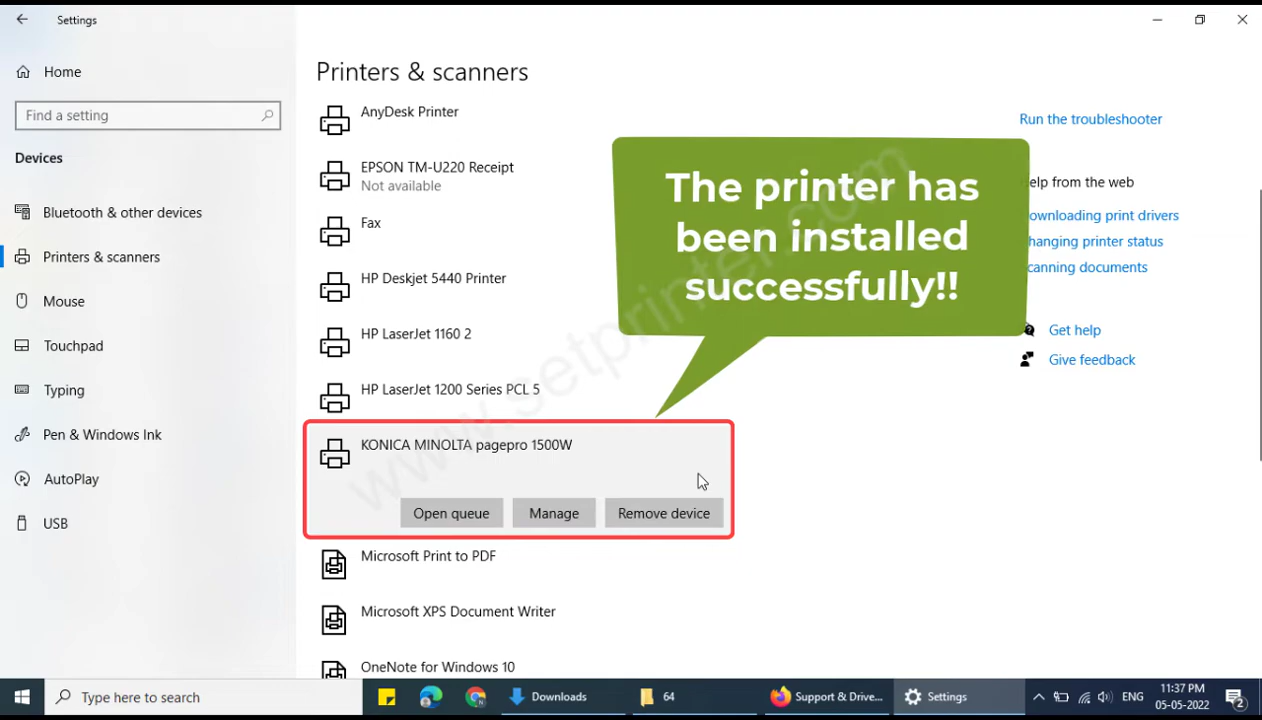 Settings
Home
Find a setting
Devices
Bluetooth & other devices
Printers & scanners
Mouse
Touchpad
Typing
Pen & Windows Ink
AutoPlay
USB
Printers & scanners
AnyDesk Printer
EPSON TM-U220 Receipt
Not available
Fax
HP Deskjet 5440 Printer
HP LaserJet 1160 2
HP LaserJet 1200 Series PCL 5
KONICA MINOLTA pagepro 1500W
Open queue Manage Remove device
Microsoft Print to PDF
Microsoft XPS Document Writer
OneNote for Windows 10
The printer has
been installed
successfully!!
www.setprinter.com
Run the troubleshooter
elp from the web
ownloading print drivers
hanging printer status
canning documents
Get help
Give feedback
Type here to search
Downloads
64
Support & Drive...
Settings
ENG
11:37 PM
05-05-2022
2